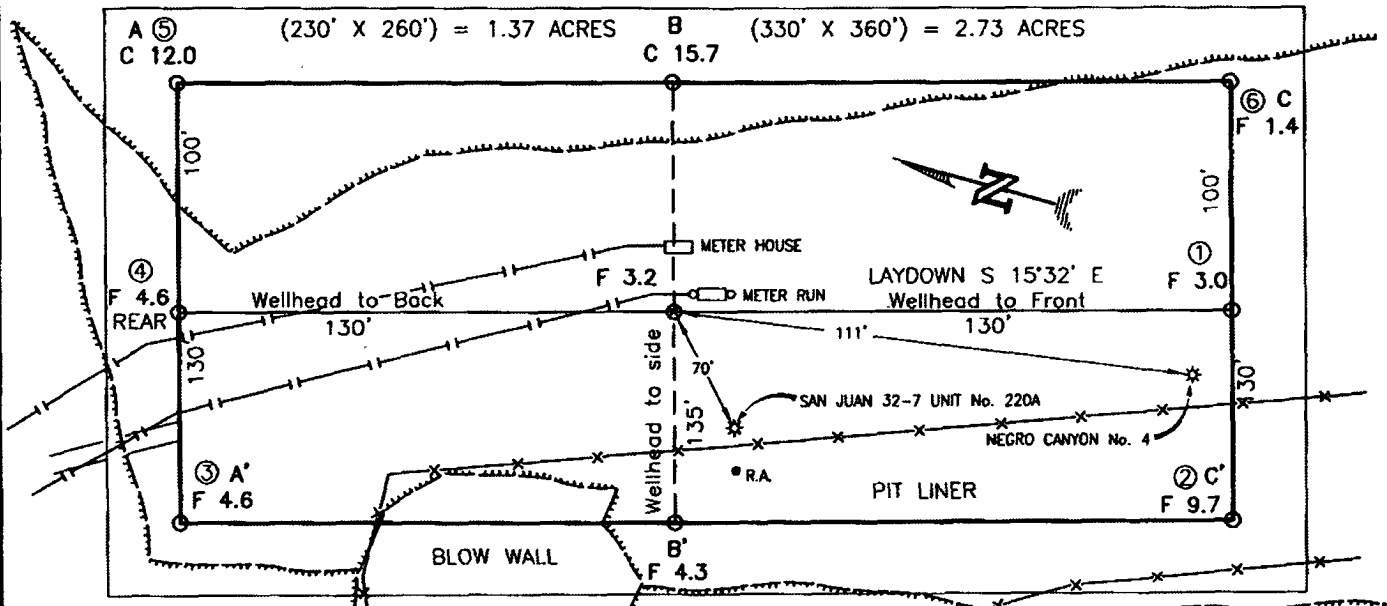 A ⑤ (230' X 260') = 1.37 ACRES B (330' X 360') = 2.73 ACRES
C 12.0 C 15.7
⑥ C
F 1.4
100'
100'
N
METER HOUSE
④
F 4.6
REAR
F 3.2
METER RUN
LAYDOWN S 15°32' E
①
F 3.0
Wellhead to Back
130'
Wellhead to Front
130'
111'
130'
Wellhead to side
135'
70'
30'
SAN JUAN 32-7 UNIT No. 220A
NEGRO CANYON No. 4
R.A.
③ A'
F 4.6
PIT LINER
② C'
F 9.7
BLOW WALL
B'
F 4.3